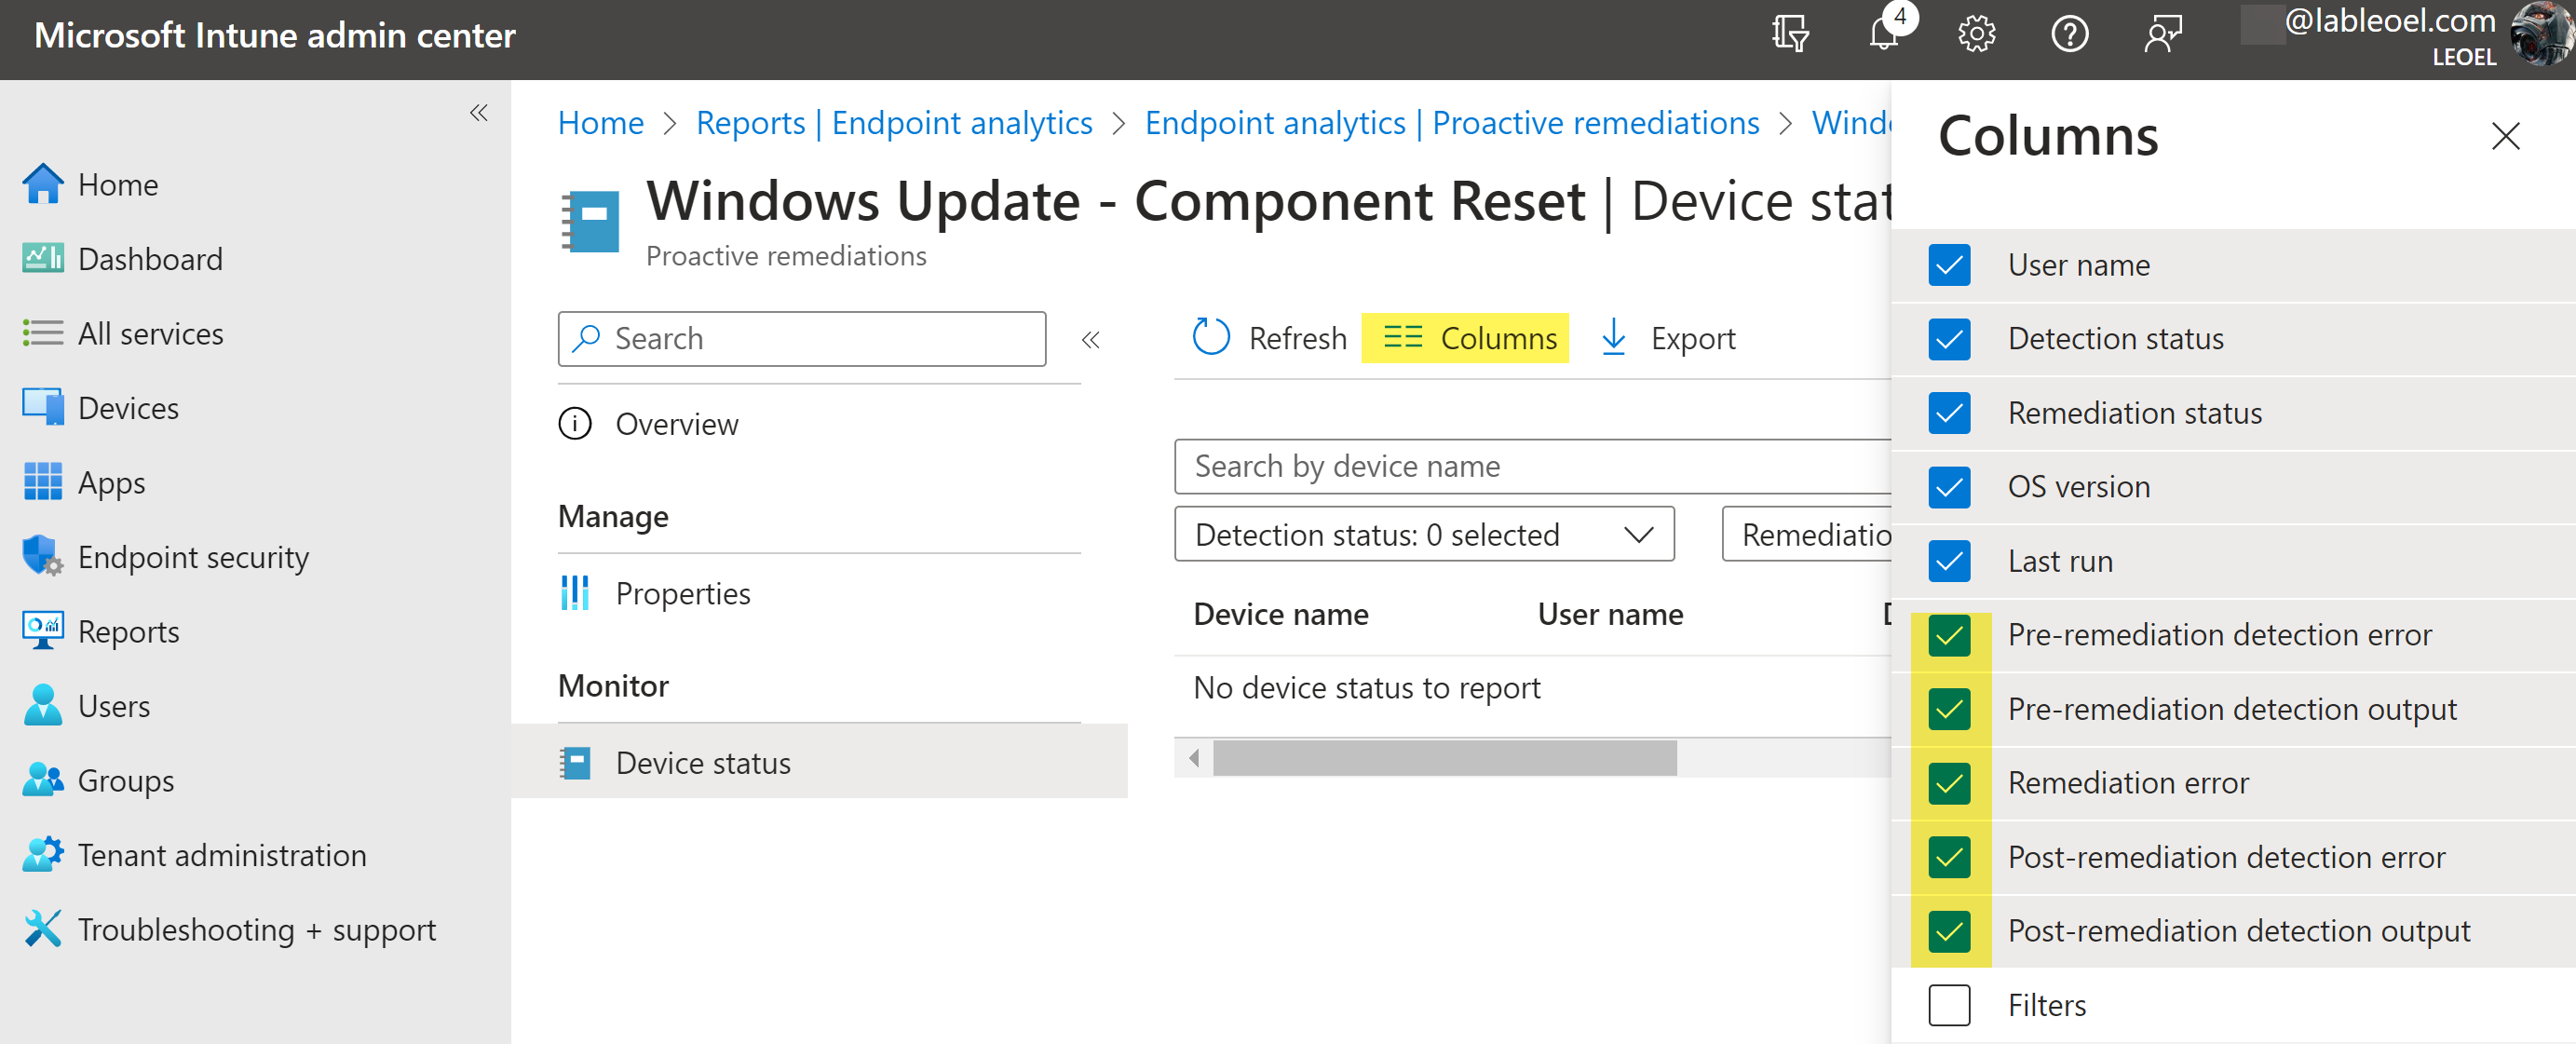 Microsoft Intune admin center
4
@lableoel.com
LEOEL
Home
Dashboard
All services
Devices
Apps
Endpoint security
Reports
Users
Groups
Tenant administration
Troubleshooting + support
Home > Reports | Endpoint analytics > Endpoint analytics | Proactive remediations >
Windows Update - Component Reset | Device stat
Proactive remediations
Search
Overview
Manage
Properties
Monitor
Device status
Refresh Columns Export
Search by device name
Detection status: 0 selected Remediatio
Device name User name
No device status to report
Columns
User name
Detection status
Remediation status
OS version
Last run
Pre-remediation detection error
Pre-remediation detection output
Remediation error
Post-remediation detection error
Post-remediation detection output
Filters